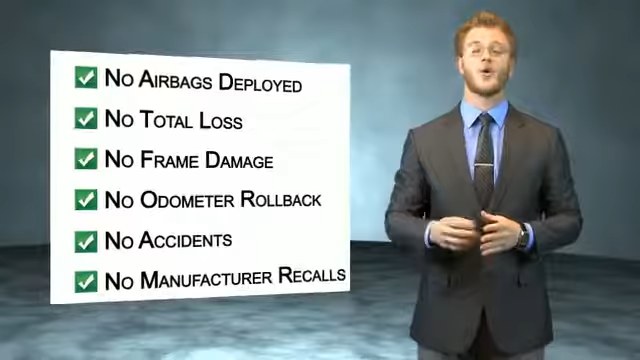 No Airbags Deployed
No Total Loss
No Frame Damage
No Odometer Rollback
No Accidents
No Manufacturer Recalls